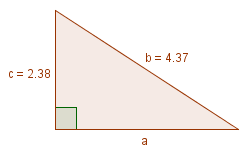 b = 4.37
c = 2.38
a